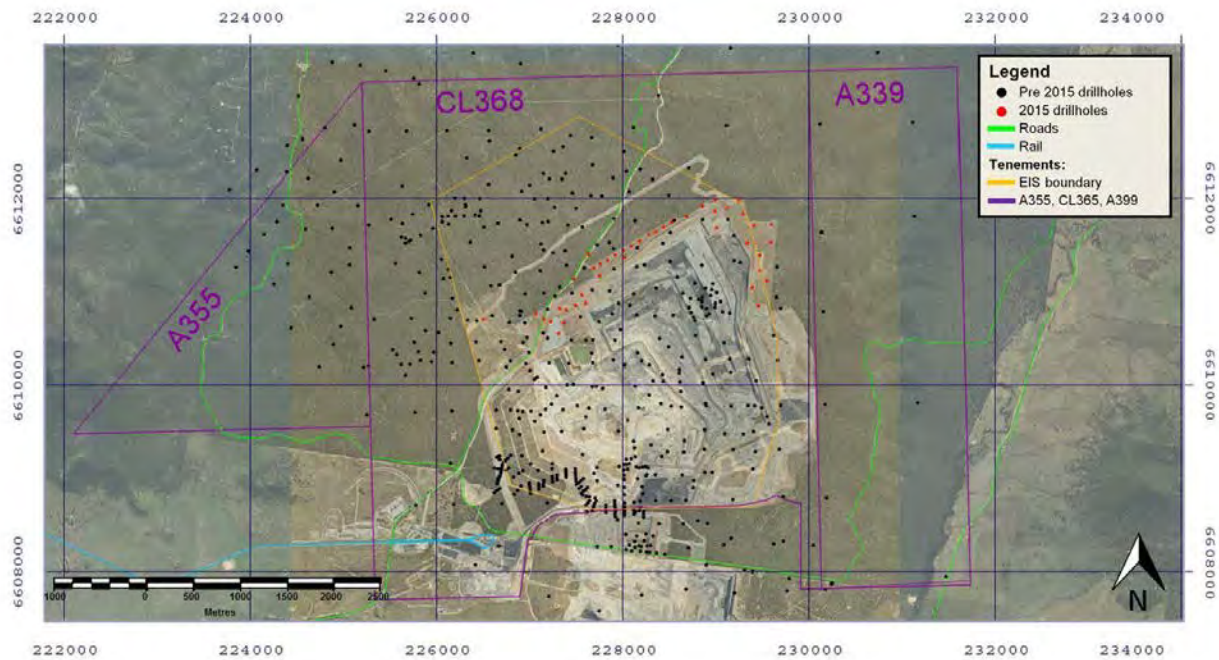 222000 224000 226000 228000 230000 232000 234000
CL368
A339
A355
Legend
Pre 2015 drillholes
2015 drillholes
Roads
Rail
Tenements:
EIS boundary
A355, CL365, A399
6612000 6612000
6610000 6610000
6608000 6608000
1000 0 500 1000 1500 2000 2500
Metres
N
222000 224000 226000 228000 230000 232000 234000